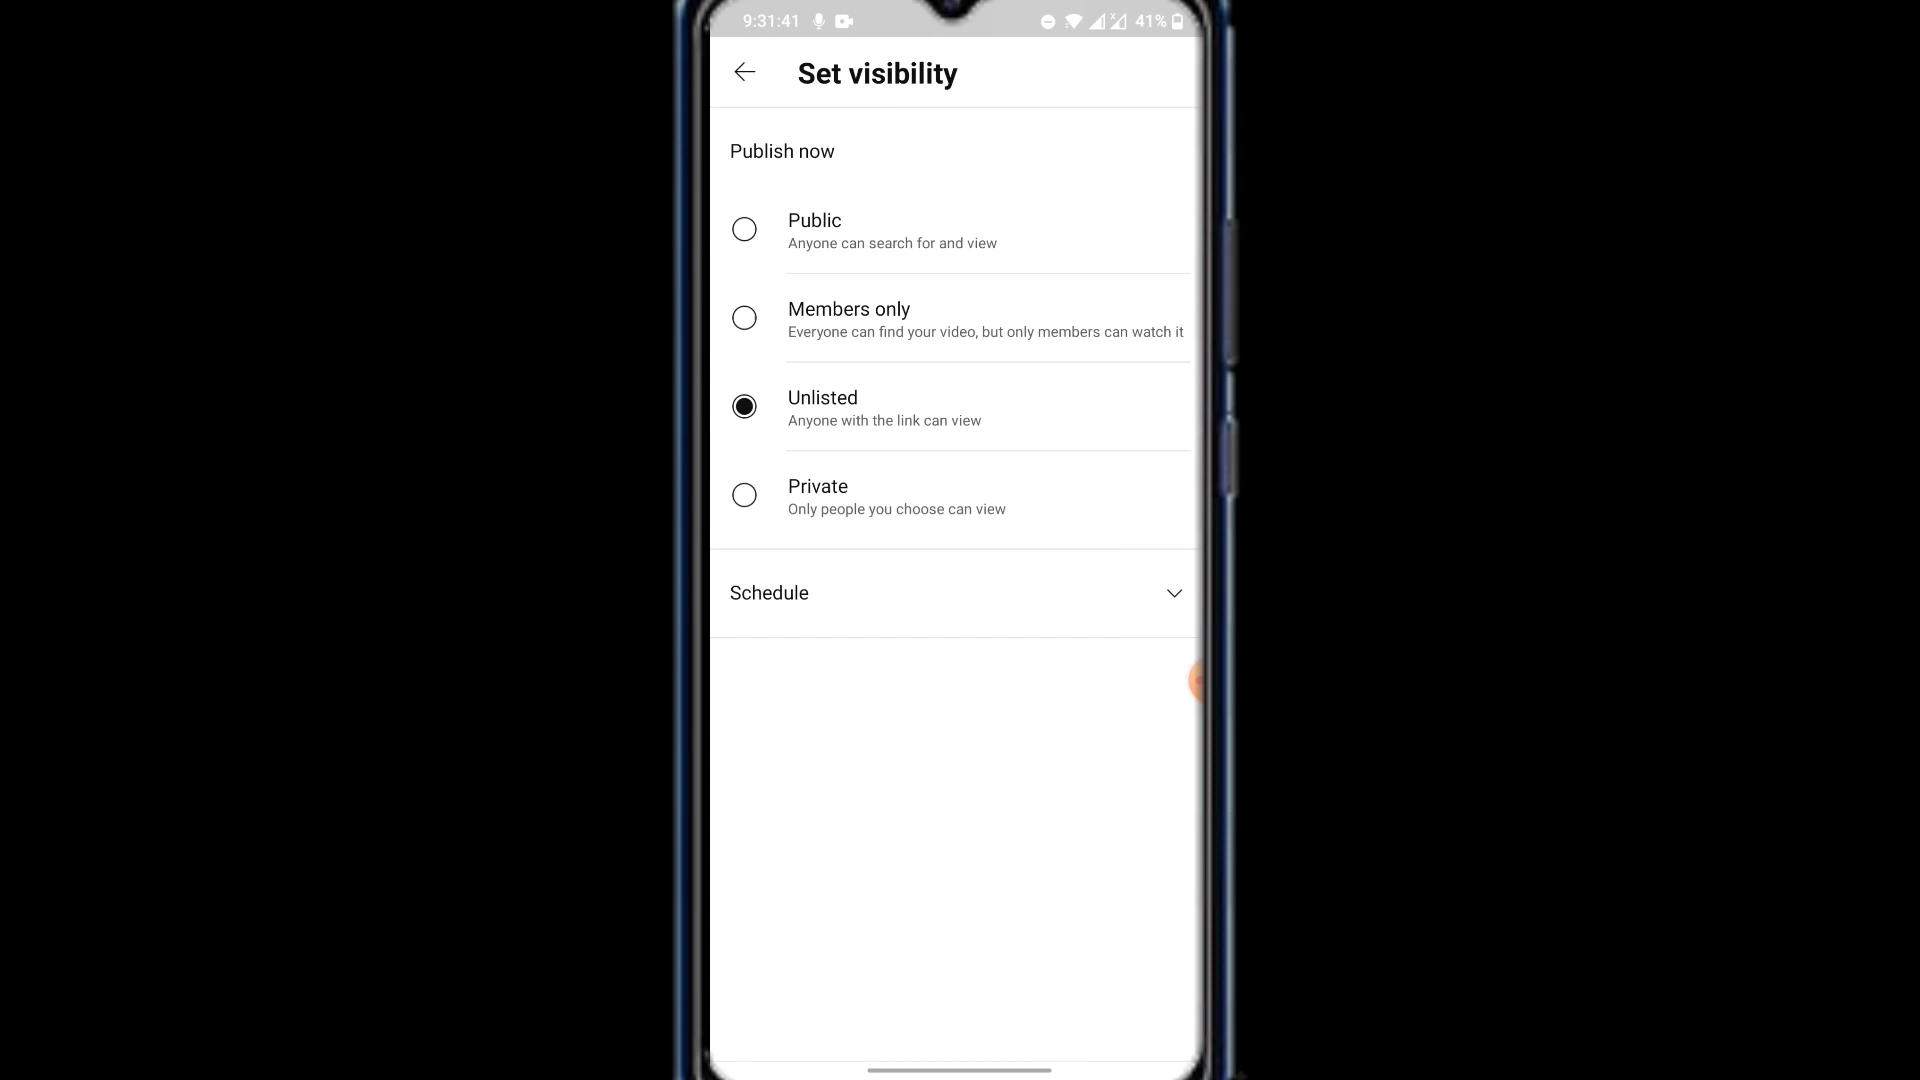 9:31:41
41%
Set visibility
Publish now
Public
Anyone can search for and view
Members only
Everyone can find your video, but only members can watch it
Unlisted
Anyone with the link can view
Private
Only people you choose can view
Schedule